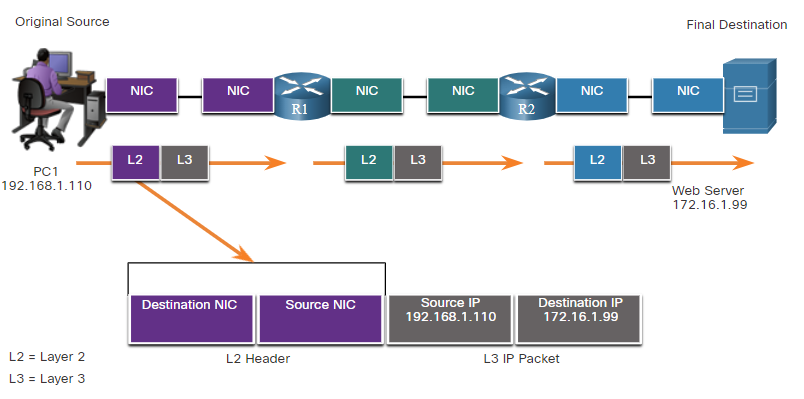 Original Source
Final Destination
NIC
NIC
NIC
NIC
NIC
NIC
R1
R2
L2
L3
L2
L3
L2
L3
PC1
192.168.1.110
Web Server
172.16.1.99
Destination NIC
Source NIC
Source IP
192.168.1.110
Destination IP
172.16.1.99
L2 = Layer 2
L2 Header
L3 IP Packet
L3 = Layer 3